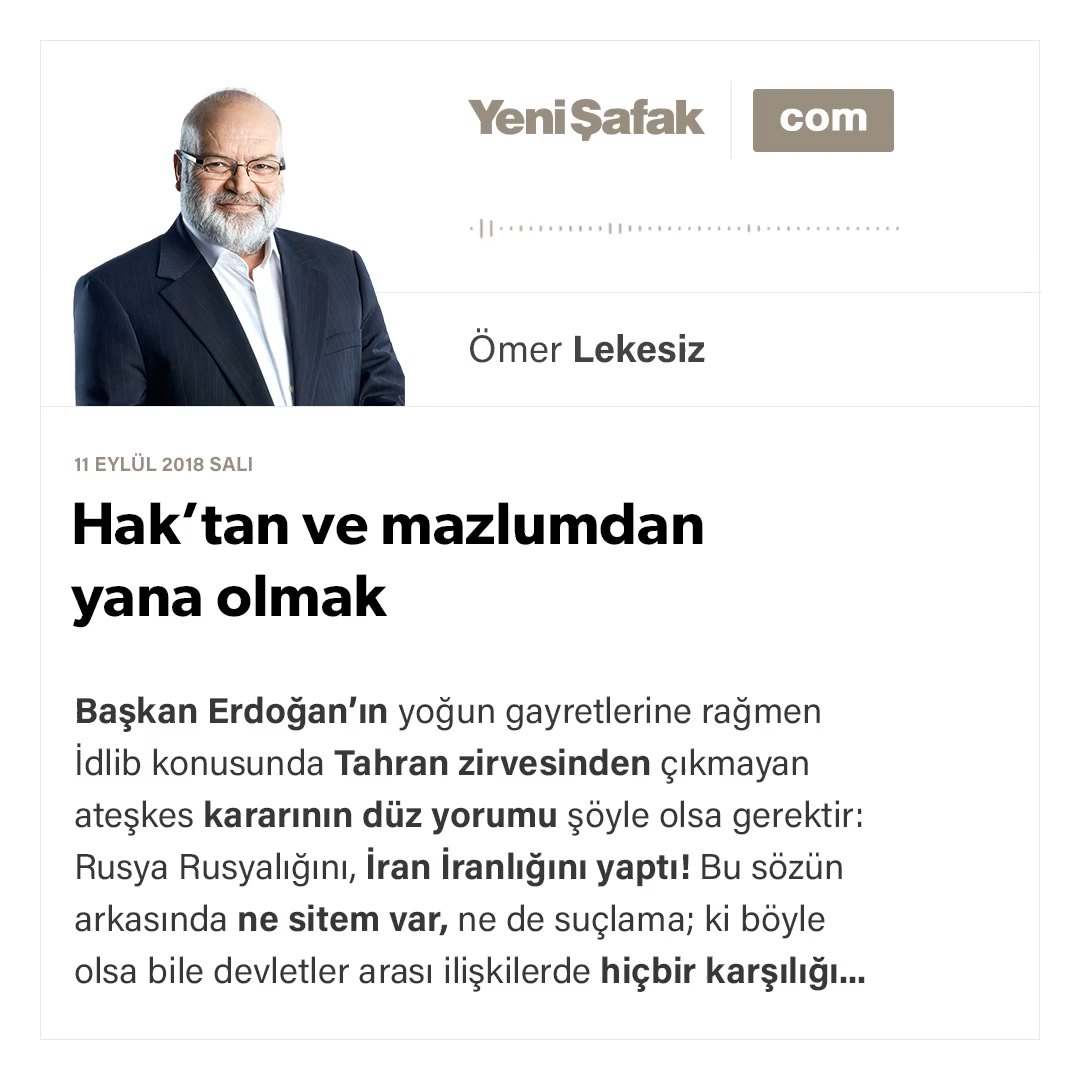 YeniŞafak
com
Ömer Lekesiz
11 EYLÜL 2018 SALI
Hak’tan ve mazlumdan
yana olmak
Başkan Erdoğan’ın yoğun gayretlerine rağmen
İdlib konusunda Tahran zirvesinden çıkmayan
ateşkes kararının düz yorumu şöyle olsa gerektir:
Rusya Rusyalığını, İran İranlığını yaptı! Bu sözün
arkasında ne sitem var, ne de suçlama; ki böyle
olsa bile devletler arası ilişkilerde hiçbir karşılığı...